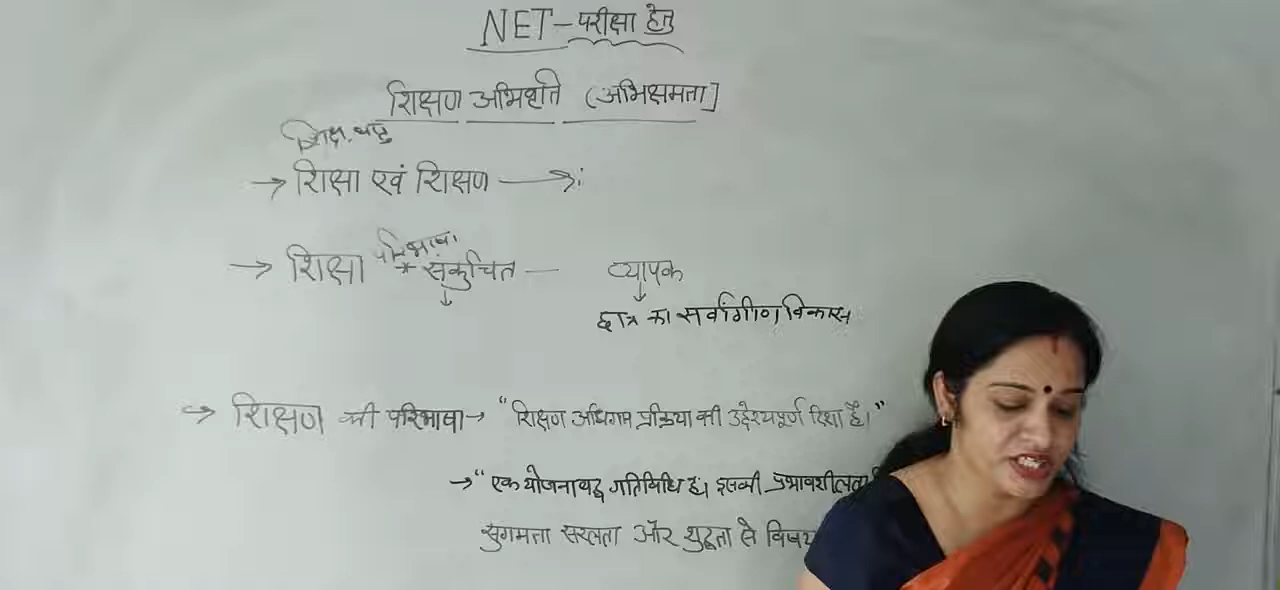 NET - परीक्षा हेतु
शिक्षण अभिवृत्ति (अभिक्षमता]
शिक्ष् धातु
→ शिक्षा एवं शिक्षण →:
परिभाषा
→ शिक्षा * संकुचित — व्यापक
↓ ↓
छात्र का सर्वांगीण विकास
→ शिक्षण की परिभाषा → "शिक्षण अधिगम प्रक्रिया की उद्देश्यपूर्ण दिशा है।"
→ "एक योजनाबद्ध गतिविधि है। इसकी प्रभावशीलता
सुगमता सरलता और शुद्धता से विषय